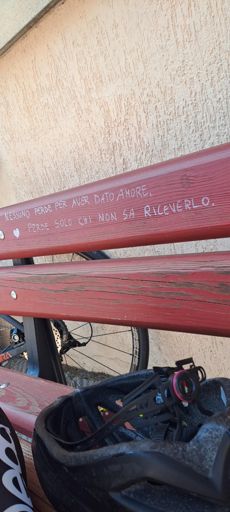 NESSUNO PERDE PER AVER DATO AMORE.
PERDE SOLO CHI NON SA RICEVERLO.